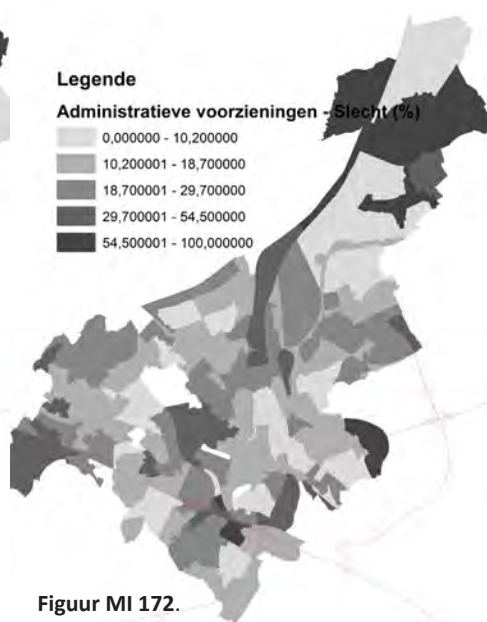 Legende
Administratieve voorzieningen - Slecht (%)
0,000000 - 10,200000
10,200001 - 18,700000
18,700001 - 29,700000
29,700001 - 54,500000
54,500001 - 100,000000
Figuur MI 172.